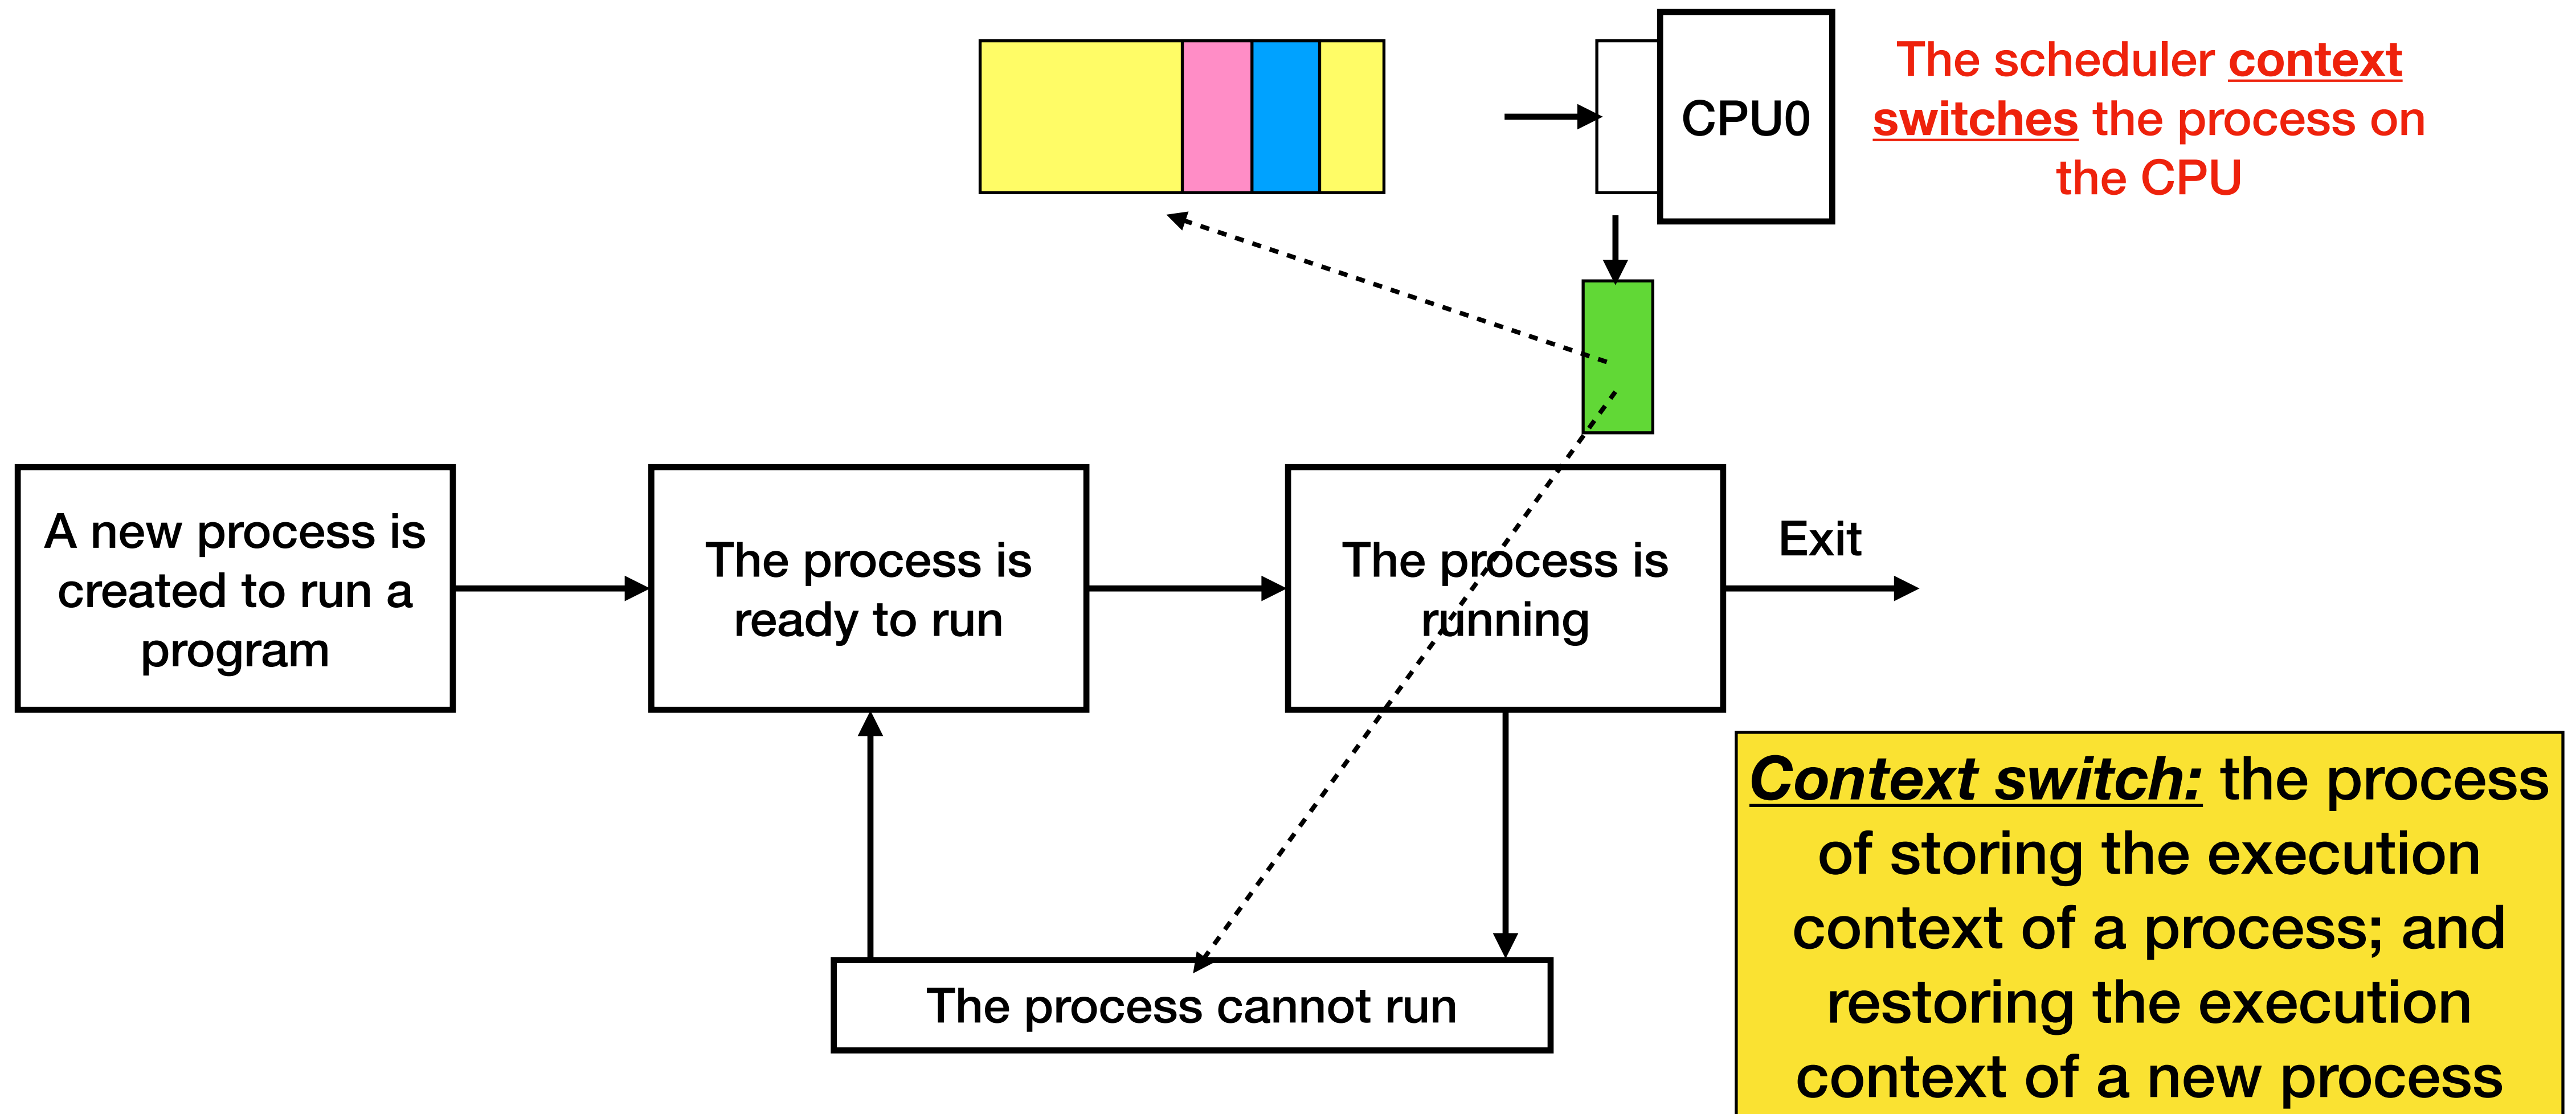 CPU0
The scheduler context
switches the process on
the CPU
A new process is
created to run a
program
The process is
ready to run
The process is
running
Exit
The process cannot run
Context switch: the process
of storing the execution
context of a process; and
restoring the execution
context of a new process